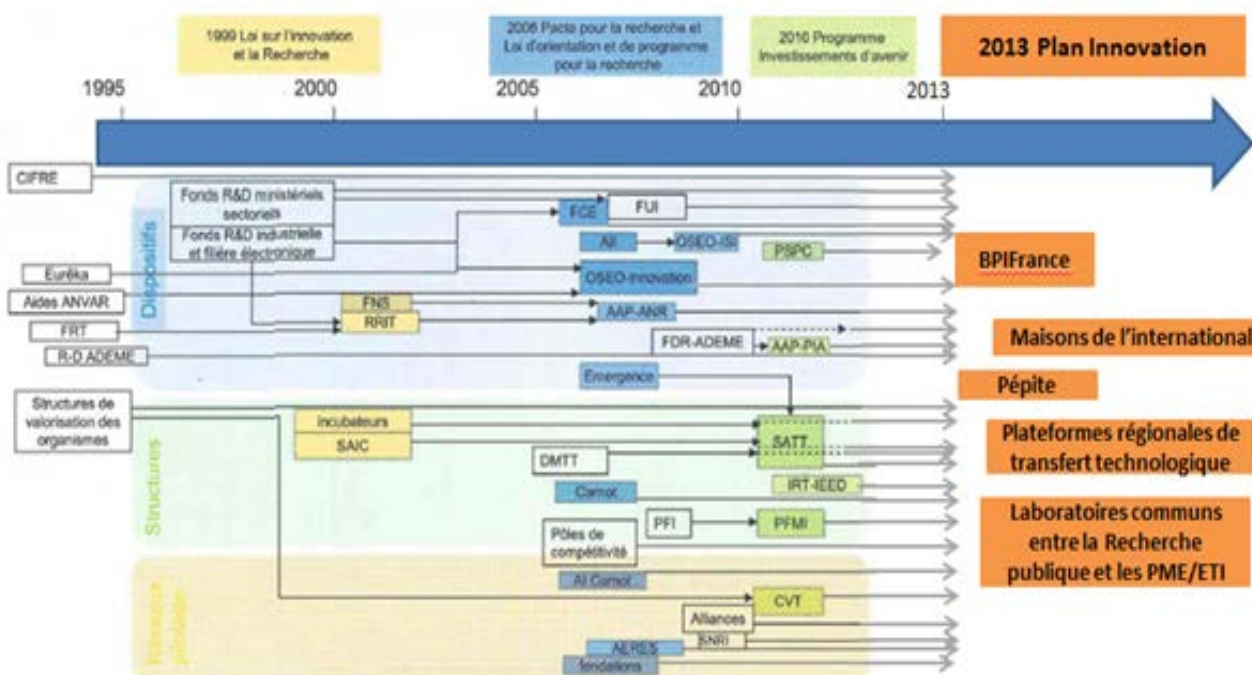 1999 Loi sur l'innovation
et la Recherche
2006 Pacte pour la recherche et
Loi d'orientation et de programme
pour la recherche
2010 Programme
Investissements d'avenir
2013 Plan Innovation
1995
2000
2005
2010
2013
CIFRE
Dispositifs
Fonds R&D ministériels
sectoriels
Fonds R&D industrielle
et filière électronique
FCE
FUI
AII
OSEO-ISI
PSPC
BPIFrance
Eurêka
OSEO-Innovation
Aides ANVAR
FNS
RRIT
AAP-ANR
FRT
FDR-ADEME
AAP-PIA
Maisons de l'international
R-D ADEME
Emergence
Pépite
Structures de
valorisation des
organismes
Structures
Incubateurs
SAIC
SATT
DMTT
Plateformes régionales de
transfert technologique
IRT-IEED
Carnot
PFI
PFMI
Pôles de
compétitivité
Laboratoires communs
entre la Recherche
publique et les PME/ETI
AI Carnot
CVT
Alliances
SNRI
AERES
fondations